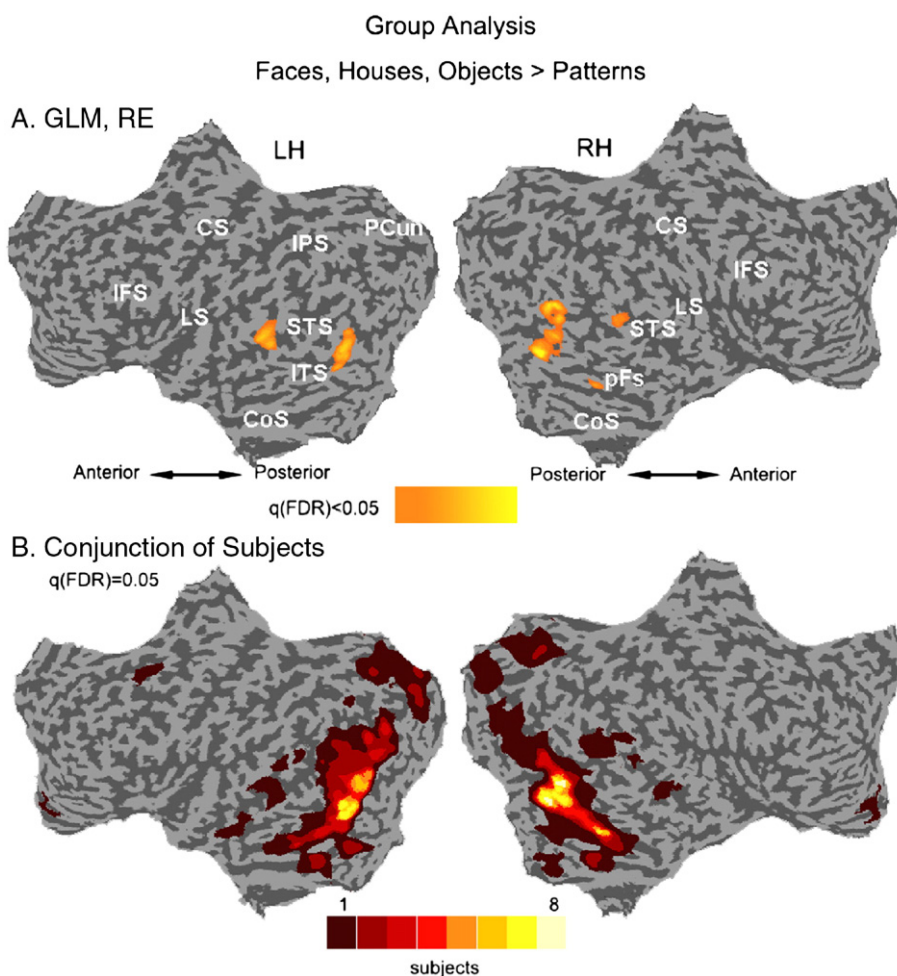 Group Analysis
Faces, Houses, Objects > Patterns
A. GLM, RE
LH
RH
CS
IPS
PCun
IFS
LS
STS
ITS
CoS
CS
IFS
LS
STS
pFs
CoS
Anterior Posterior
Posterior Anterior
q(FDR)<0.05
B. Conjunction of Subjects
q(FDR)=0.05
1 8
subjects